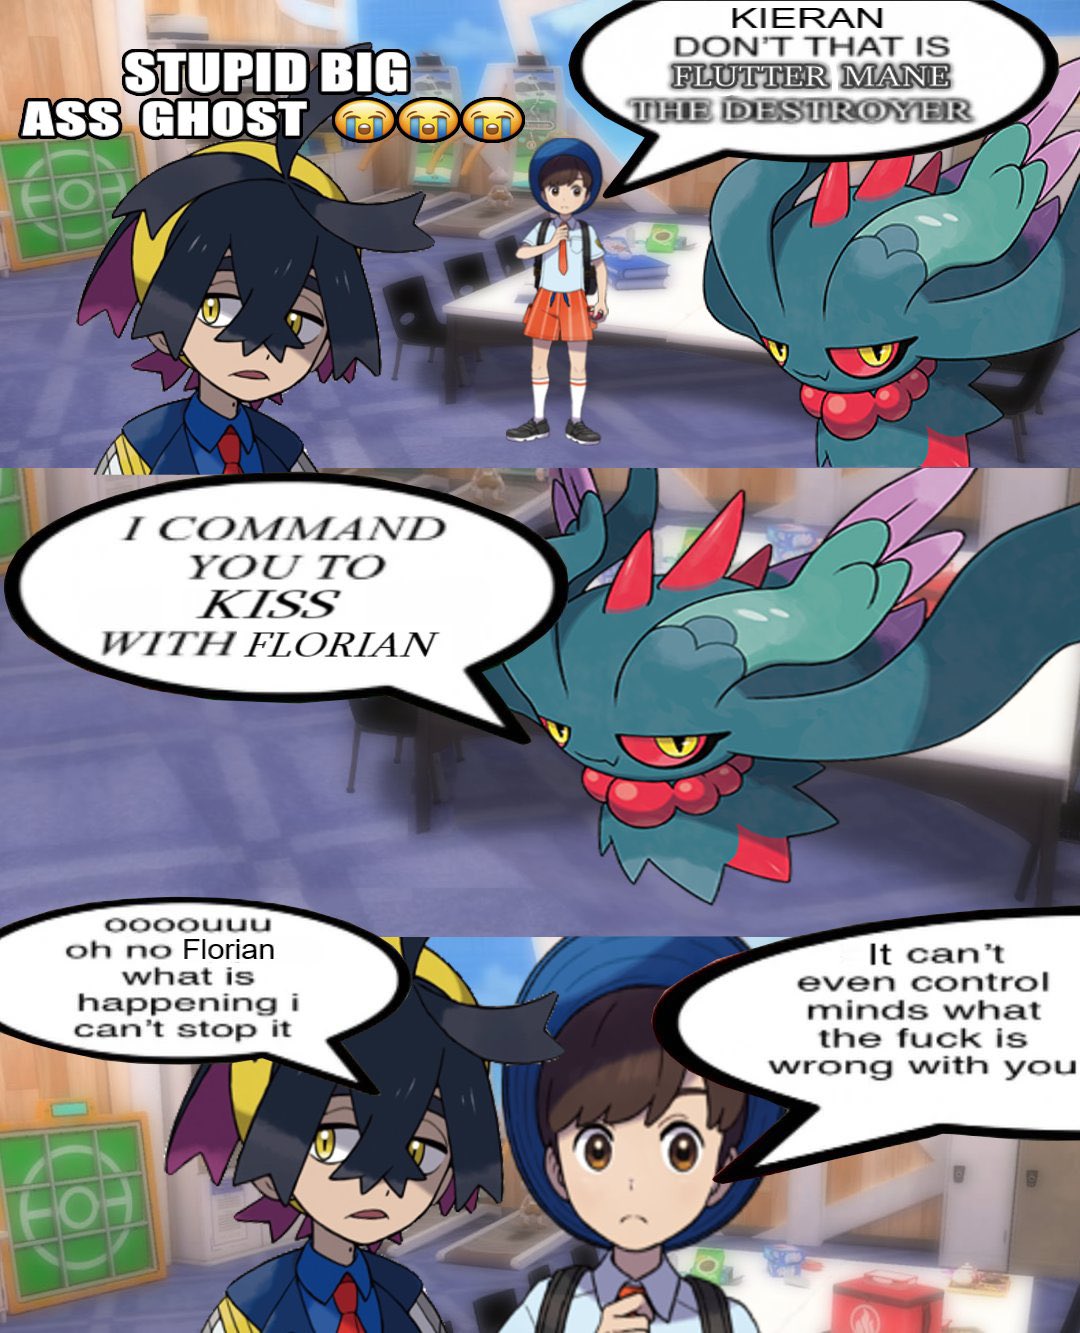 STUPID BIG
ASS GHOST 😭😭😭
KIERAN
DON'T THAT IS
FLUTTER MANE
THE DESTROYER
I COMMAND
YOU TO
KISS
WITH FLORIAN
oooouuu
oh no Florian
what is
happening i
can't stop it
It can't
even control
minds what
the fuck is
wrong with you